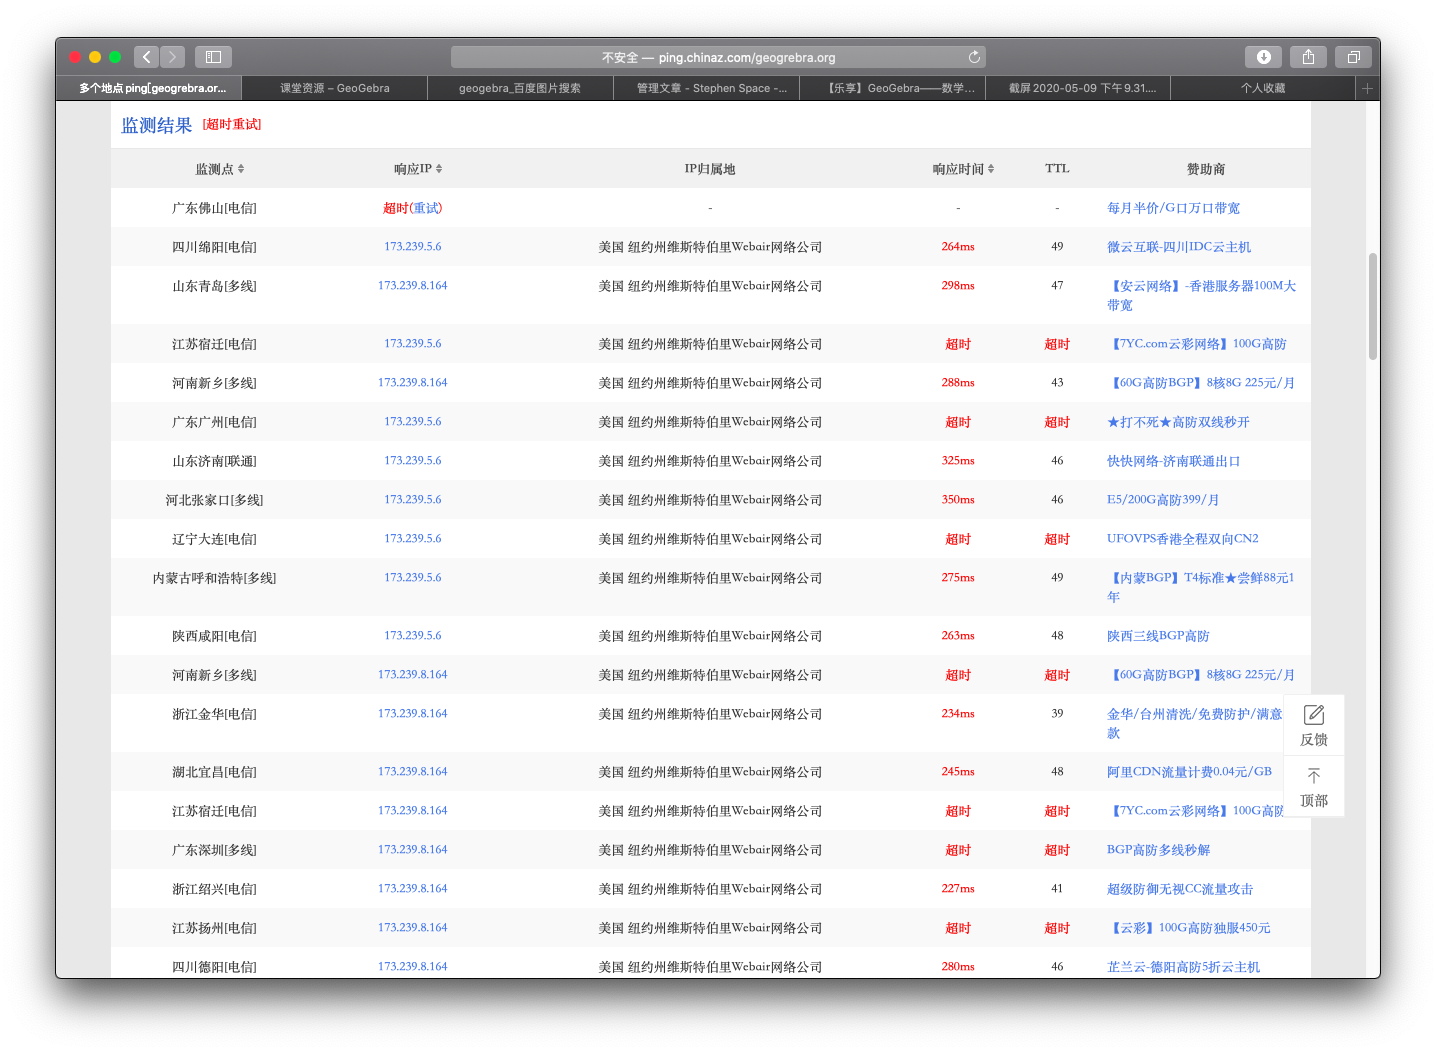 不安全 — ping.chinaz.com/geogrebra.org
多个地点ping[geogrebra.or... 课堂资源 – GeoGebra geogebra_百度图片搜索 管理文章 - Stephen Space -... 【乐享】GeoGebra——数学... 截屏2020-05-09 下午9.31.... 个人收藏
监测结果 [超时重试]
监测点 响应IP IP归属地 响应时间 TTL 赞助商
广东佛山[电信] 超时(重试) - - - 每月半价/G口万口带宽
四川绵阳[电信] 173.239.5.6 美国 纽约州维斯特伯里Webair网络公司 264ms 49 微云互联-四川IDC云主机
山东青岛[多线] 173.239.8.164 美国 纽约州维斯特伯里Webair网络公司 298ms 47 【安云网络】-香港服务器100M大
带宽
江苏宿迁[电信] 173.239.5.6 美国 纽约州维斯特伯里Webair网络公司 超时 超时 【7YC.com云彩网络】100G高防
河南新乡[多线] 173.239.8.164 美国 纽约州维斯特伯里Webair网络公司 288ms 43 【60G高防BGP】8核8G 225元/月
广东广州[电信] 173.239.5.6 美国 纽约州维斯特伯里Webair网络公司 超时 超时 ★打不死★高防双线秒开
山东济南[联通] 173.239.5.6 美国 纽约州维斯特伯里Webair网络公司 325ms 46 快快网络-济南联通出口
河北张家口[多线] 173.239.5.6 美国 纽约州维斯特伯里Webair网络公司 350ms 46 E5/200G高防399/月
辽宁大连[电信] 173.239.5.6 美国 纽约州维斯特伯里Webair网络公司 超时 超时 UFOVPS香港全程双向CN2
内蒙古呼和浩特[多线] 173.239.5.6 美国 纽约州维斯特伯里Webair网络公司 275ms 49 【内蒙BGP】T4标准★尝鲜88元1
年
陕西咸阳[电信] 173.239.5.6 美国 纽约州维斯特伯里Webair网络公司 263ms 48 陕西三线BGP高防
河南新乡[多线] 173.239.8.164 美国 纽约州维斯特伯里Webair网络公司 超时 超时 【60G高防BGP】8核8G 225元/月
浙江金华[电信] 173.239.8.164 美国 纽约州维斯特伯里Webair网络公司 234ms 39 金华/台州清洗/免费防护/满意
款
反馈
湖北宜昌[电信] 173.239.8.164 美国 纽约州维斯特伯里Webair网络公司 245ms 48 阿里CDN流量计费0.04元/GB
顶部
江苏宿迁[电信] 173.239.8.164 美国 纽约州维斯特伯里Webair网络公司 超时 超时 【7YC.com云彩网络】100G高防
广东深圳[多线] 173.239.8.164 美国 纽约州维斯特伯里Webair网络公司 超时 超时 BGP高防多线秒解
浙江绍兴[电信] 173.239.8.164 美国 纽约州维斯特伯里Webair网络公司 227ms 41 超级防御无视CC流量攻击
江苏扬州[电信] 173.239.8.164 美国 纽约州维斯特伯里Webair网络公司 超时 超时 【云彩】100G高防独服450元
四川德阳[电信] 173.239.8.164 美国 纽约州维斯特伯里Webair网络公司 280ms 46 芷兰云-德阳高防5折云主机